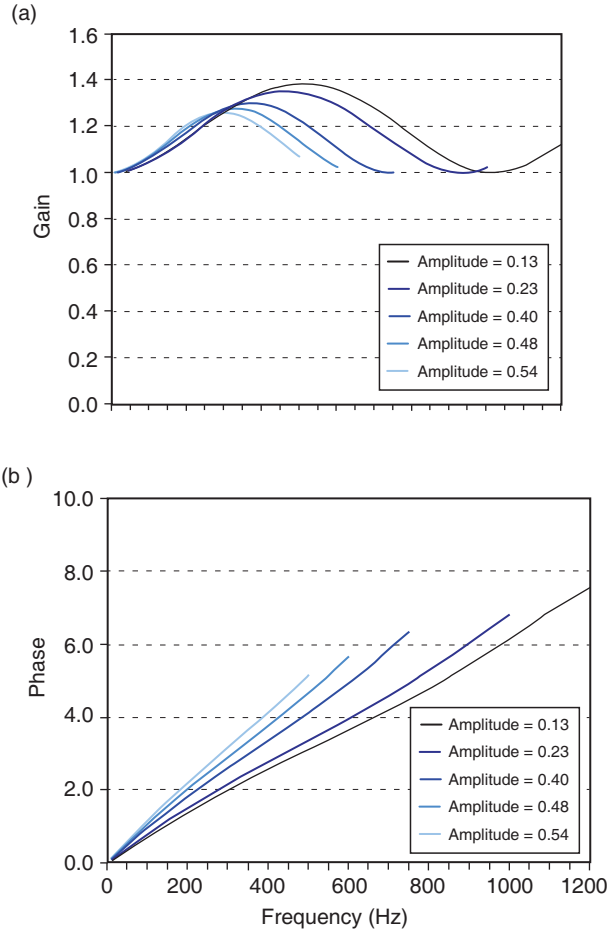 (a)
1.6
1.4
1.2
1.0
0.8
0.6
0.4
0.2
0.0
Gain
Amplitude = 0.13
Amplitude = 0.23
Amplitude = 0.40
Amplitude = 0.48
Amplitude = 0.54
(b )
10.0
8.0
6.0
4.0
2.0
0.0
Phase
Amplitude = 0.13
Amplitude = 0.23
Amplitude = 0.40
Amplitude = 0.48
Amplitude = 0.54
0 200 400 600 800 1000 1200
Frequency (Hz)